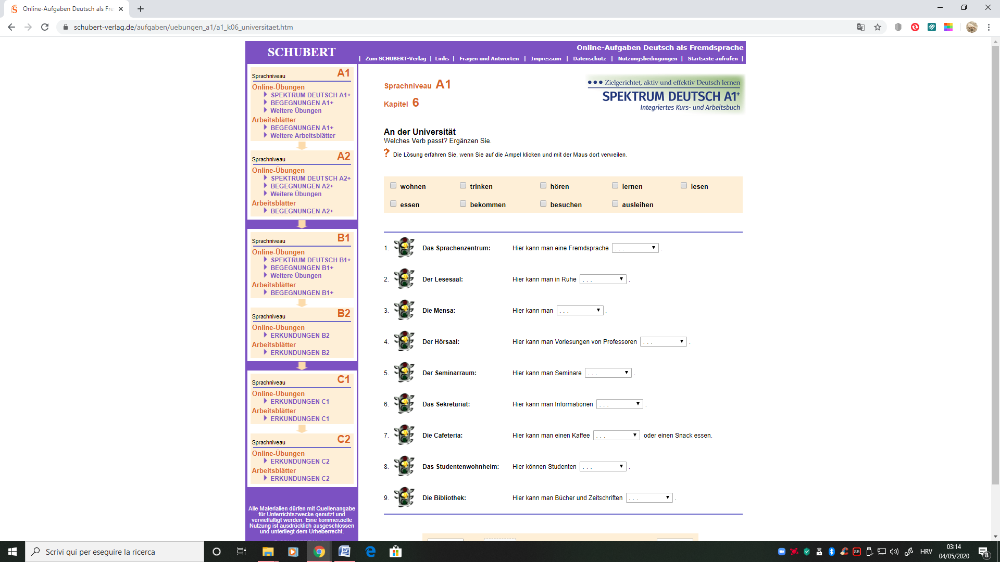 Online-Aufgaben Deutsch als Fre
schubert-verlag.de/aufgaben/uebungen_a1/a1_k06_universitaet.htm
SCHUBERT
Online-Aufgaben Deutsch als Fremdsprache
| Zum SCHUBERT-Verlag | Links | Fragen und Antworten | Impressum | Datenschutz | Nutzungsbedingungen | Startseite aufrufen |
Sprachniveau A1
Online-Übungen
SPEKTRUM DEUTSCH A1+
BEGEGNUNGEN A1+
Weitere Übungen
Arbeitsblätter
BEGEGNUNGEN A1+
Weitere Arbeitsblätter
Sprachniveau A2
Online-Übungen
SPEKTRUM DEUTSCH A2+
BEGEGNUNGEN A2+
Weitere Übungen
Arbeitsblätter
BEGEGNUNGEN A2+
Sprachniveau B1
Online-Übungen
SPEKTRUM DEUTSCH B1+
BEGEGNUNGEN B1+
Weitere Übungen
Arbeitsblätter
BEGEGNUNGEN B1+
Sprachniveau B2
Online-Übungen
ERKUNDUNGEN B2
Arbeitsblätter
ERKUNDUNGEN B2
Sprachniveau C1
Online-Übungen
ERKUNDUNGEN C1
Arbeitsblätter
ERKUNDUNGEN C1
Sprachniveau C2
Online-Übungen
ERKUNDUNGEN C2
Arbeitsblätter
ERKUNDUNGEN C2
Alle Materialien dürfen mit Quellenangabe
für Unterrichtszwecke genutzt und
vervielfältigt werden. Eine kommerzielle
Nutzung ist ausdrücklich ausgeschlossen
und unterliegt dem Urheberrecht.
Sprachniveau A1
Kapitel 6
••• Zielgerichtet, aktiv und effektiv Deutsch lernen
SPEKTRUM DEUTSCH A1+
Integriertes Kurs- und Arbeitsbuch
An der Universität
Welches Verb passt? Ergänzen Sie.
? Die Lösung erfahren Sie, wenn Sie auf die Ampel klicken und mit der Maus dort verweilen.
wohnen trinken hören lernen lesen
essen bekommen besuchen ausleihen
1. Das Sprachenzentrum: Hier kann man eine Fremdsprache . . . .
2. Der Lesesaal: Hier kann man in Ruhe . . . .
3. Die Mensa: Hier kann man . . . .
4. Der Hörsaal: Hier kann man Vorlesungen von Professoren . . . .
5. Der Seminarraum: Hier kann man Seminare . . . .
6. Das Sekretariat: Hier kann man Informationen . . . .
7. Die Cafeteria: Hier kann man einen Kaffee . . . oder einen Snack essen.
8. Das Studentenwohnheim: Hier können Studenten . . . .
9. Die Bibliothek: Hier kann man Bücher und Zeitschriften . . . .
Scrivi qui per eseguire la ricerca
SB
HRV
03:14
04/05/2020
8